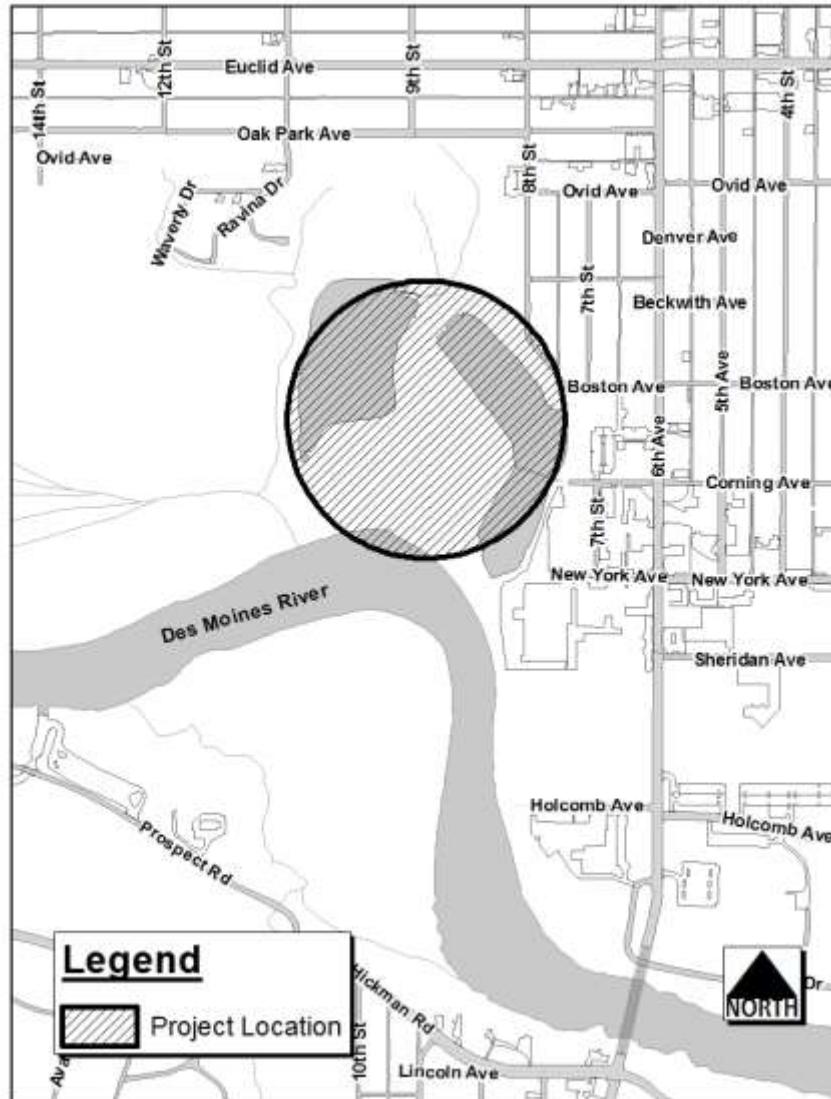 14th St
12th St
9th St
4th St
Euclid Ave
Oak Park Ave
Ovid Ave
8th St
Ovid Ave
Ovid Ave
Waverly Dr
Ravina Dr
Denver Ave
7th St
Beckwith Ave
Boston Ave
5th Ave
Boston Ave
6th Ave
Corning Ave
7th St
New York Ave
New York Ave
Des Moines River
Sheridan Ave
Holcomb Ave
Holcomb Ave
Prospect Rd
Legend
Project Location
Hickman Rd
10th St
Lincoln Ave
NORTH
Dr